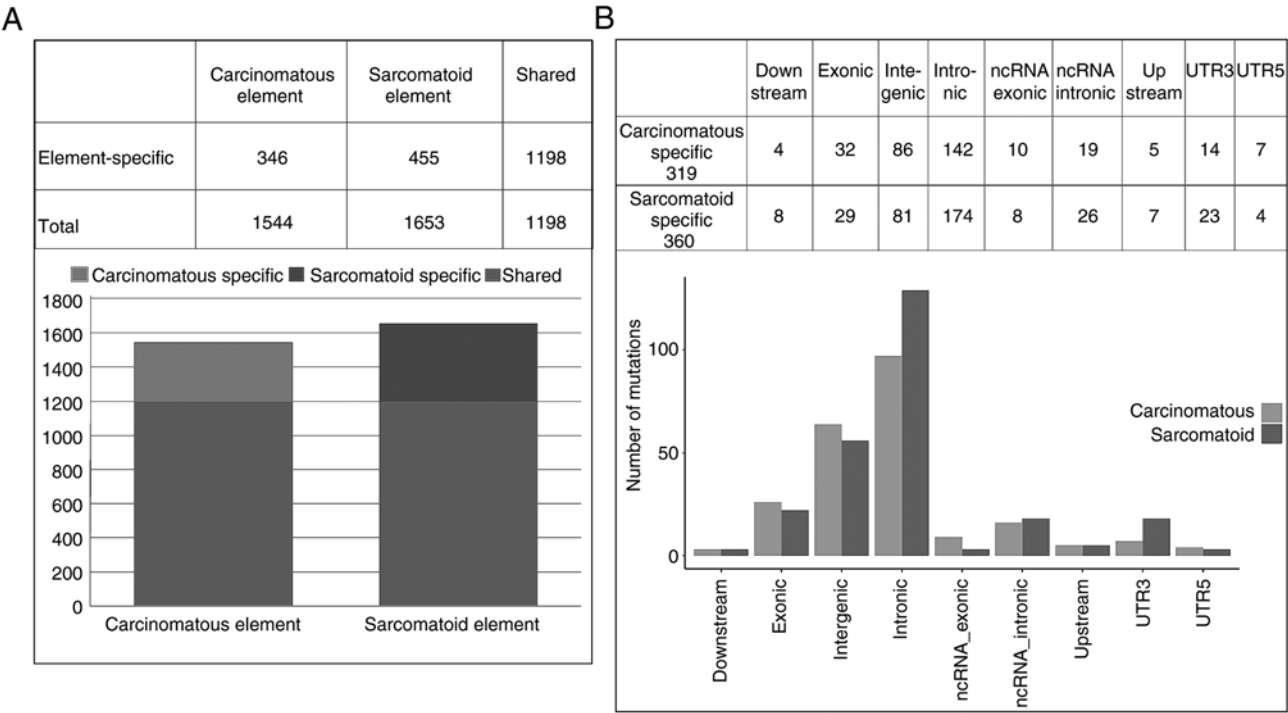 A
Carcinomatous element Sarcomatoid element Shared
Element-specific 346 455 1198
Total 1544 1653 1198
Carcinomatous specific Sarcomatoid specific Shared
1800
1600
1400
1200
1000
800
600
400
200
0
Carcinomatous element Sarcomatoid element
B
Down stream Exonic Inte- genic Intro- nic ncRNA exonic ncRNA intronic Up stream UTR3 UTR5
Carcinomatous specific 319 4 32 86 142 10 19 5 14 7
Sarcomatoid specific 360 8 29 81 174 8 26 7 23 4
Number of mutations
100
50
0
Carcinomatous
Sarcomatoid
Downstream Exonic Intergenic Intronic ncRNA_exonic ncRNA_intronic Upstream UTR3 UTR5